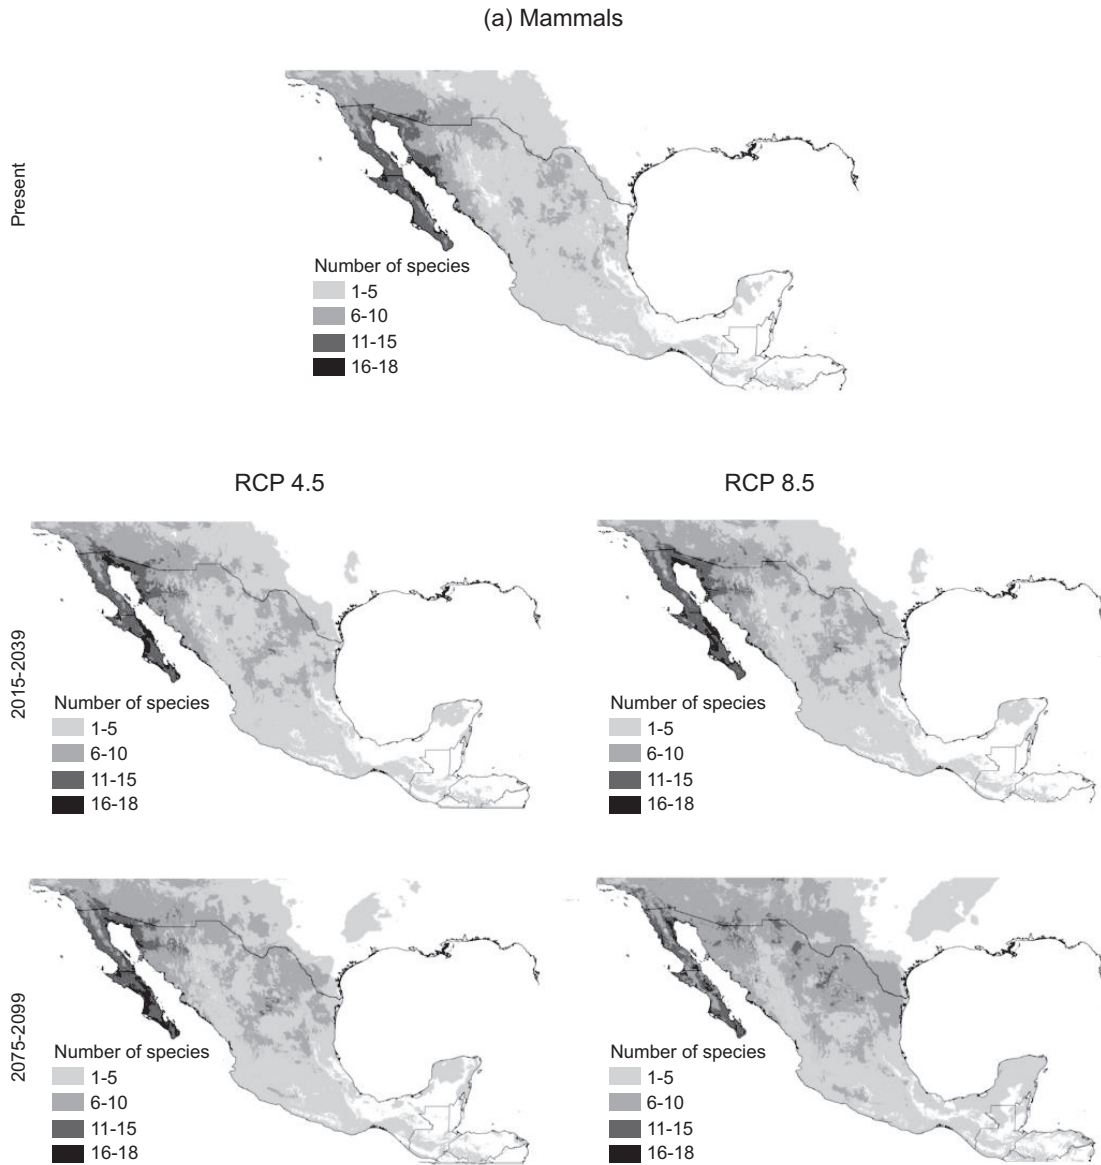 (a) Mammals
Present
Number of species
1-5
6-10
11-15
16-18
RCP 4.5
RCP 8.5
2015-2039
Number of species
1-5
6-10
11-15
16-18
Number of species
1-5
6-10
11-15
16-18
2075-2099
Number of species
1-5
6-10
11-15
16-18
Number of species
1-5
6-10
11-15
16-18